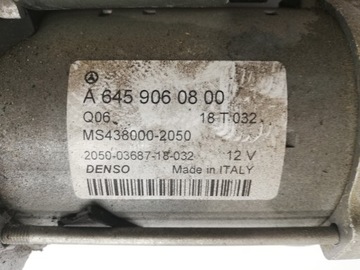 A 645 906 08 00
Q06 18 T 032
MS438000-2050
2050-03687-18-032 12 V
DENSO Made in ITALY